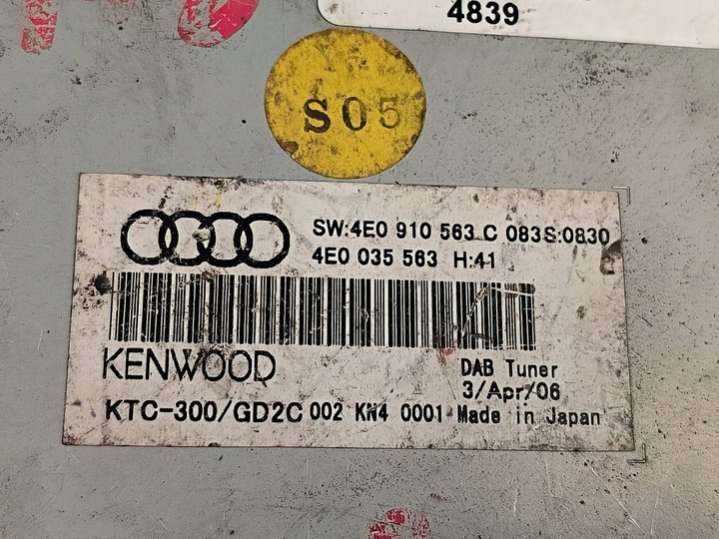 4839
S05
SW:4E0 910 563 C 083S:0830
4E0 035 563 H:41
KENWOOD
DAB Tuner
3/Apr/06
KTC-300/GD2C 002 KN4 0001 Made in Japan